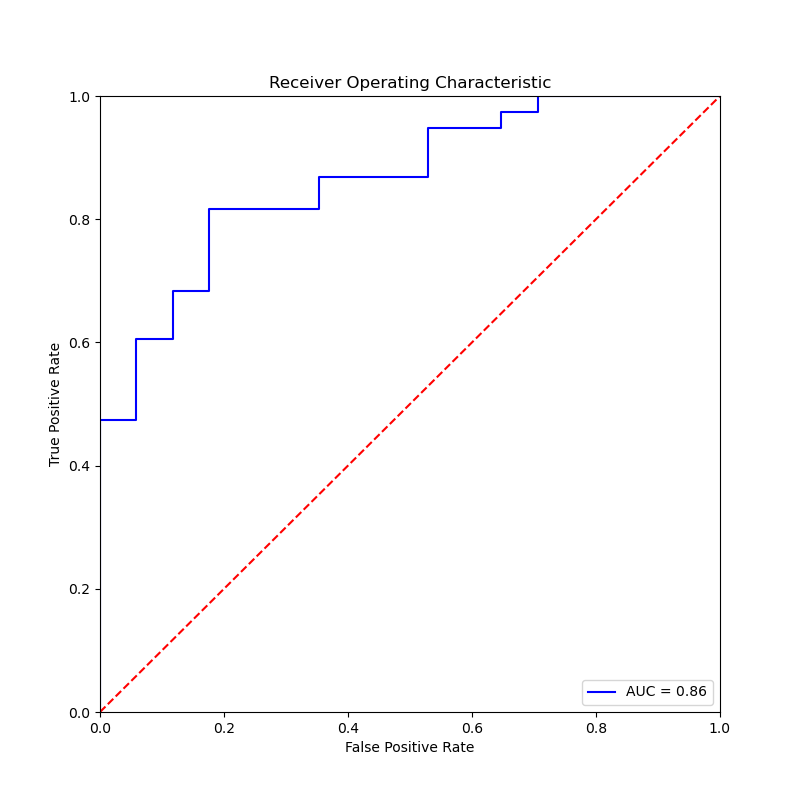 Receiver Operating Characteristic
1.0
0.8
0.6
0.4
0.2
0.0
True Positive Rate
AUC = 0.86
0.0 0.2 0.4 0.6 0.8 1.0
False Positive Rate